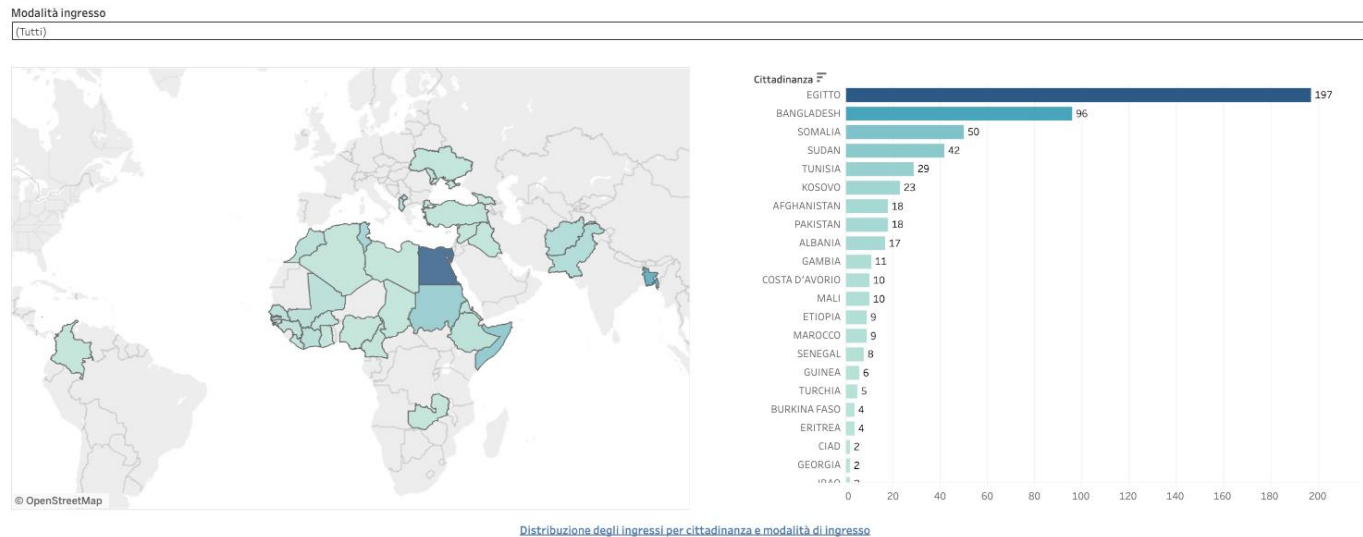 Modalità ingresso
(Tutti)
Cittadinanza
EGITTO 197
BANGLADESH 96
SOMALIA 50
SUDAN 42
TUNISIA 29
KOSOVO 23
AFGHANISTAN 18
PAKISTAN 18
ALBANIA 17
GAMBIA 11
COSTA D'AVORIO 10
MALI 10
ETIOPIA 9
MAROCCO 9
SENEGAL 8
GUINEA 6
TURCHIA 5
BURKINA FASO 4
ERITREA 4
CIAD 2
GEORGIA 2
0 20 40 60 80 100 120 140 160 180 200
© OpenStreetMap
Distribuzione degli ingressi per cittadinanza e modalità di ingresso